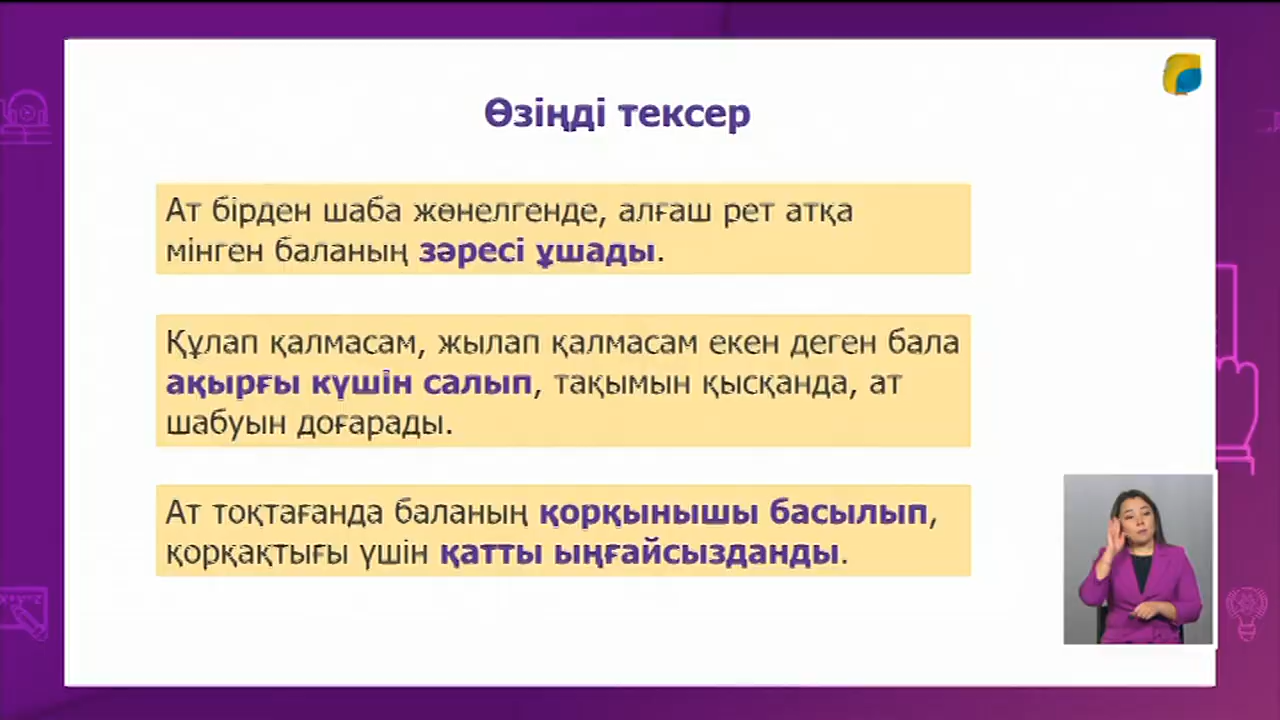 Өзіңді тексер
Ат бірден шаба жөнелгенде, алғаш рет атқа
мінген баланың зәресі ұшады.
Құлап қалмасам, жылап қалмасам екен деген бала
ақырғы күшін салып, тақымын қысқанда, ат
шабуын доғарады.
Ат тоқтағанда баланың қорқынышы басылып,
қорқақтығы үшін қатты ыңғайсызданды.